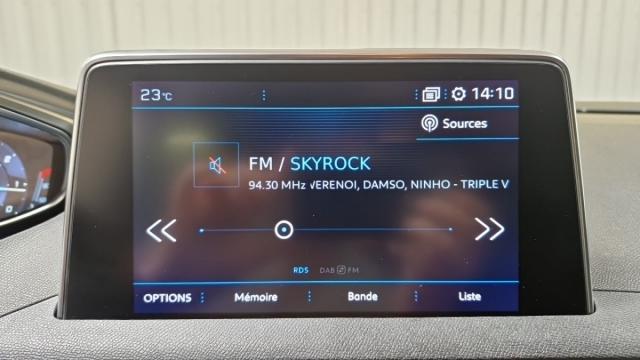 23°C 14:10
Sources
FM / SKYROCK
94.30 MHz VERENOI, DAMSO, NINHO - TRIPLE V
RDS DAB FM
OPTIONS Mémoire Bande Liste